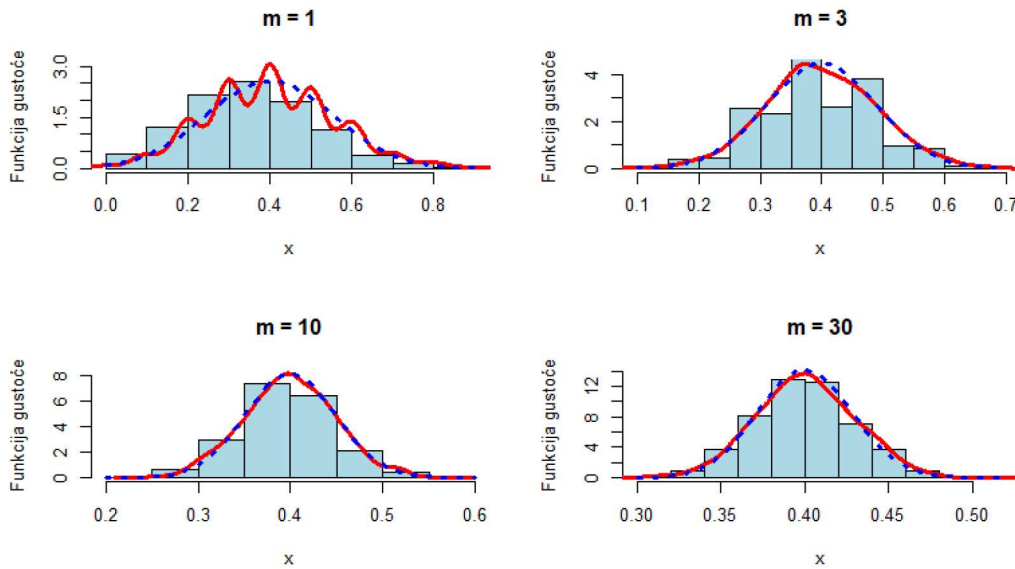 m = 1
Funkcija gustoće
0.0 1.5 3.0
0.0 0.2 0.4 0.6 0.8
x
m = 3
Funkcija gustoće
0 2 4
0.1 0.2 0.3 0.4 0.5 0.6 0.7
x
m = 10
Funkcija gustoće
0 2 4 6 8
0.2 0.3 0.4 0.5 0.6
x
m = 30
Funkcija gustoće
0 4 8 12
0.30 0.35 0.40 0.45 0.50
x